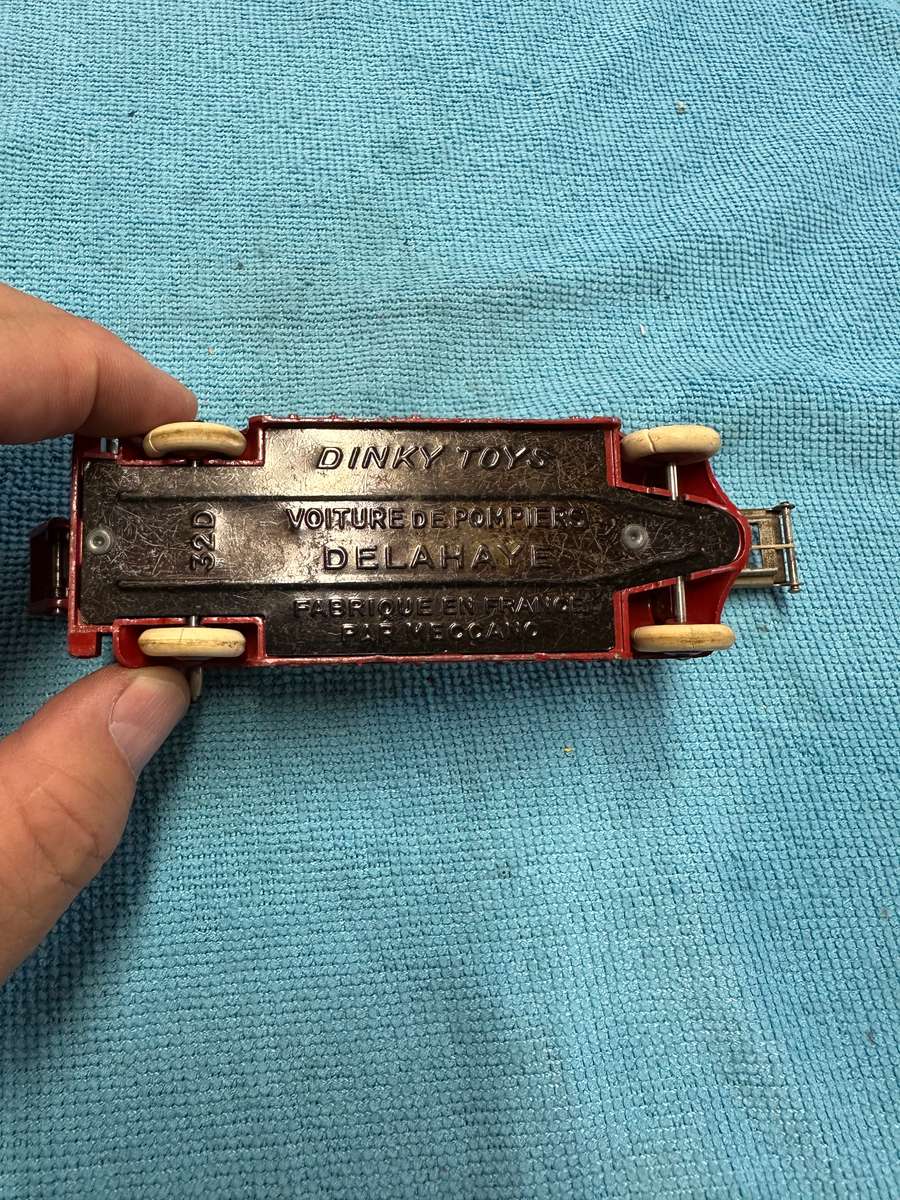 DINKY TOYS
32D
VOITURE DE POMPIERS
DELAHAYE
FABRIQUE EN FRANCE
PAR MECCANO